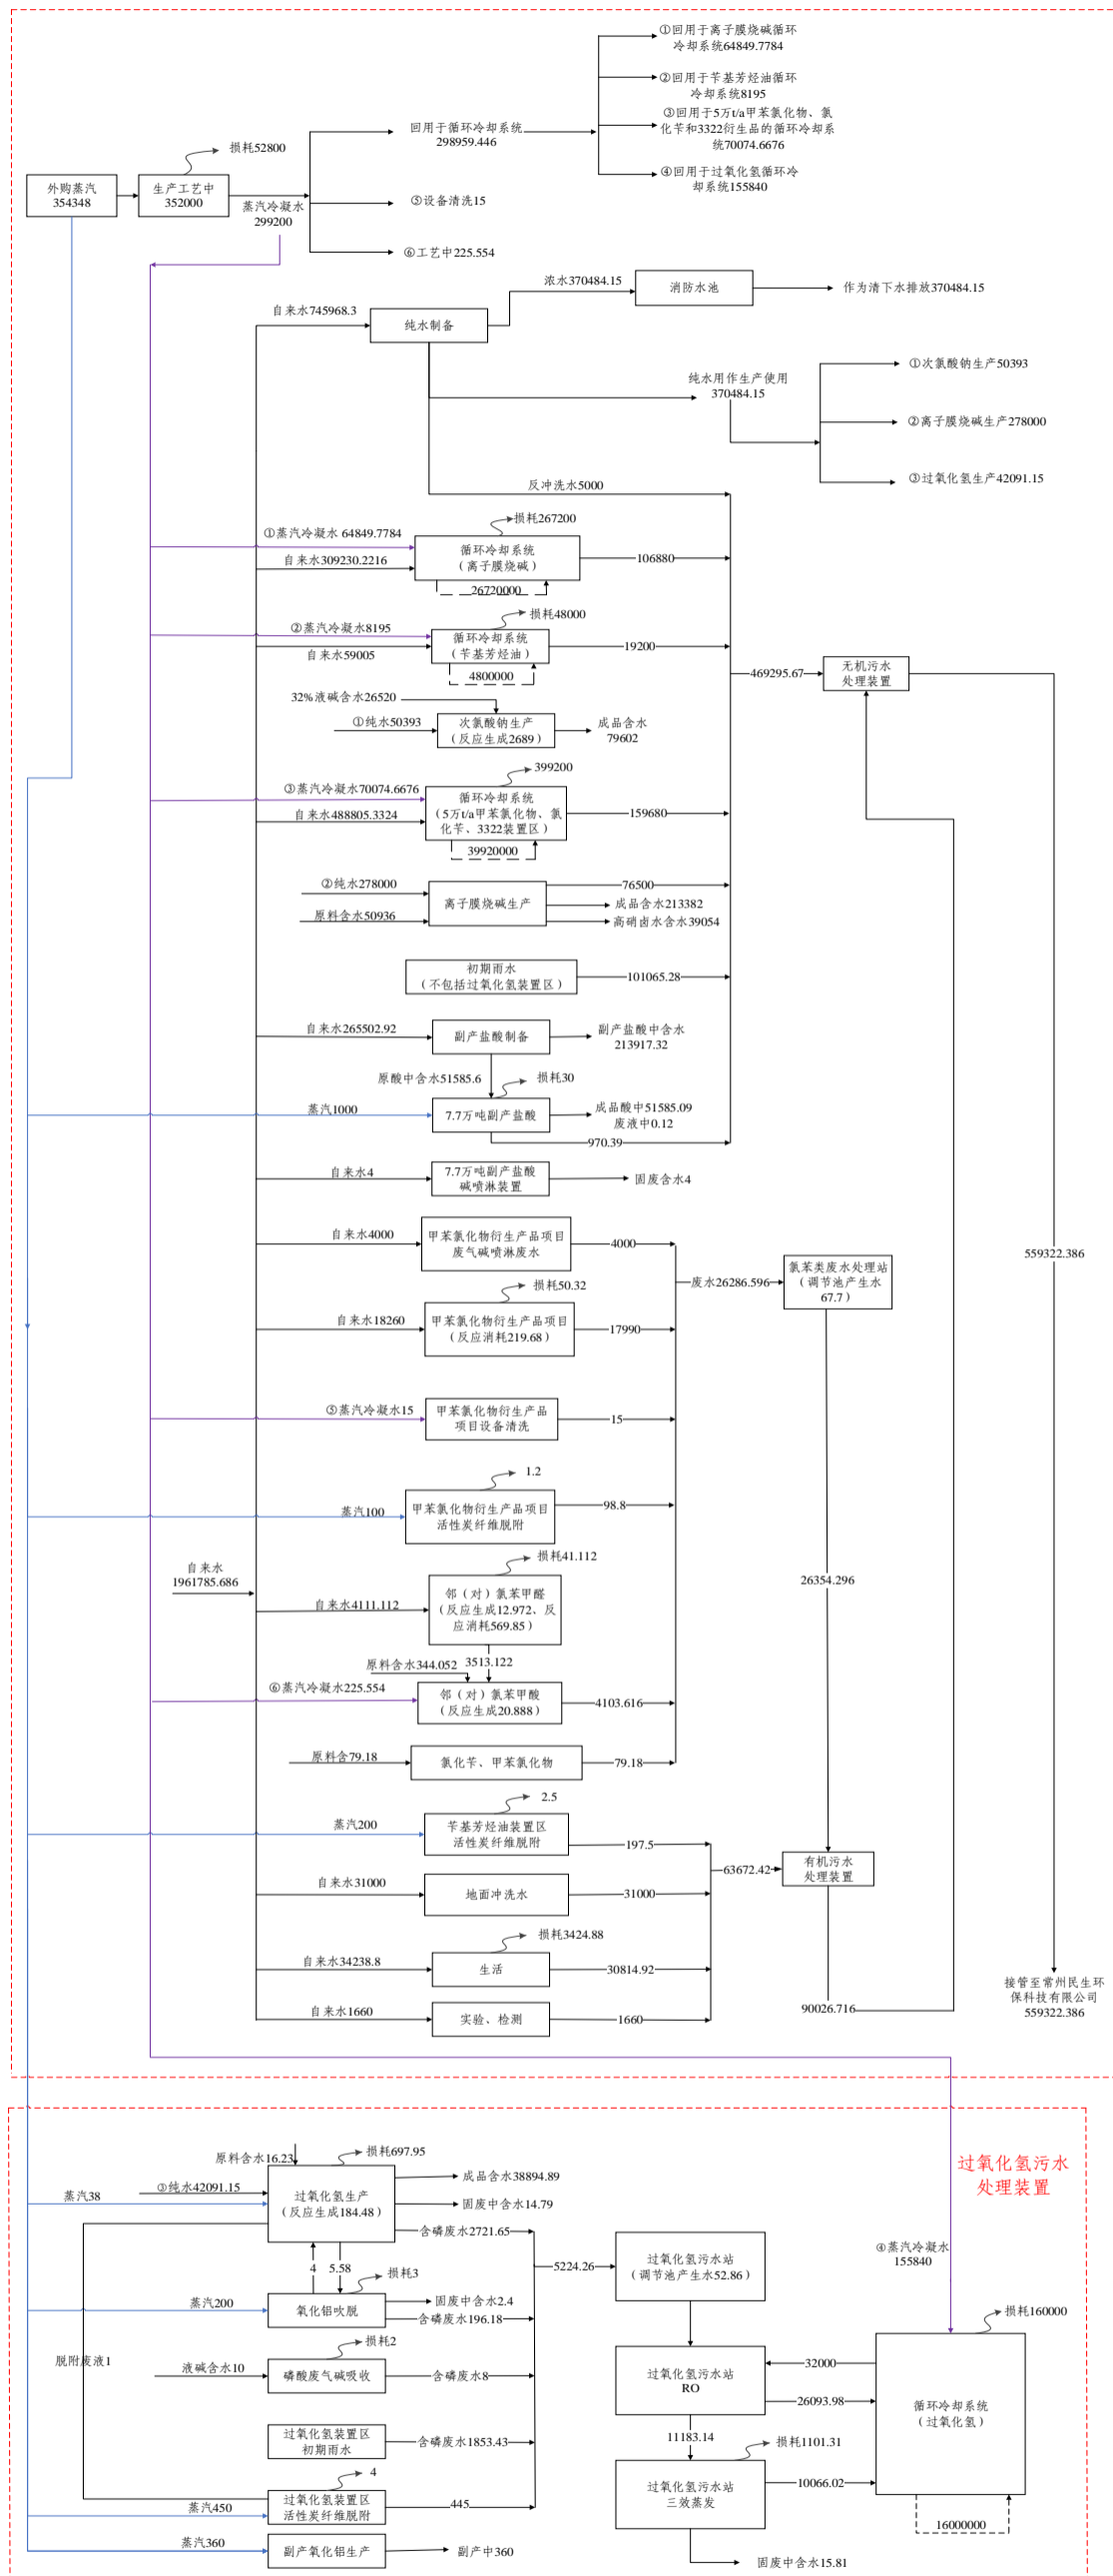 ①回用于离子膜烧碱循环
冷却系统64849.7784
②回用于苄基芳烃油循环
冷却系统8195
③回用于5万t/a甲苯氯化物、氯
化苄和3322衍生品的循环冷却系
统70074.6676
④回用于过氧化氢循环冷
却系统155840
回用于循环冷却系统
298959.446
损耗52800
外购蒸汽
354348
生产工艺中
352000
蒸汽冷凝水
299200
⑤设备清洗15
⑥工艺中225.554
浓水370484.15
消防水池
作为清下水排放370484.15
自来水745968.3
纯水制备
纯水用作生产使用
370484.15
①次氯酸钠生产50393
②离子膜烧碱生产278000
③过氧化氢生产42091.15
反冲洗水5000
损耗267200
①蒸汽冷凝水 64849.7784
自来水309230.2216
循环冷却系统
（离子膜烧碱）
106880
26720000
损耗48000
②蒸汽冷凝水8195
自来水59005
循环冷却系统
（苄基芳烃油）
19200
4800000
469295.67
无机污水
处理装置
32%液碱含水26520
①纯水50393
次氯酸钠生产
（反应生成2689）
成品含水
79602
399200
③蒸汽冷凝水70074.6676
自来水488805.3324
循环冷却系统
（5万t/a甲苯氯化物、氯
化苄、3322装置区）
159680
39920000
②纯水278000
原料含水50936
离子膜烧碱生产
76500
成品含水213382
高硝卤水含水39054
初期雨水
（不包括过氧化氢装置区）
101065.28
自来水265502.92
副产盐酸制备
副产盐酸中含水
213917.32
原酸中含水51585.6
损耗30
蒸汽1000
7.7万吨副产盐酸
成品酸中51585.09
废液中0.12
970.39
自来水4
7.7万吨副产盐酸
碱喷淋装置
固废含水4
自来水4000
甲苯氯化物衍生产品项目
废气碱喷淋废水
4000
559322.386
废水26286.596
氯苯类废水处理站
（调节池产生水
67.7）
损耗50.32
自来水18260
甲苯氯化物衍生产品项目
（反应消耗219.68）
17990
⑤蒸汽冷凝水15
甲苯氯化物衍生产品
项目设备清洗
15
1.2
蒸汽100
甲苯氯化物衍生产品项目
活性炭纤维脱附
98.8
损耗41.112
自来水
1961785.686
自来水4111.112
邻（对）氯苯甲醛
（反应生成12.972、反
应消耗569.85）
26354.296
原料含水344.052
3513.122
⑥蒸汽冷凝水225.554
邻（对）氯苯甲酸
（反应生成20.888）
4103.616
原料含79.18
氯化苄、甲苯氯化物
79.18
2.5
蒸汽200
苄基芳烃油装置区
活性炭纤维脱附
197.5
63672.42
有机污水
处理装置
自来水31000
地面冲洗水
31000
损耗3424.88
自来水34238.8
生活
30814.92
接管至常州民生环
保科技有限公司
559322.386
90026.716
自来水1660
实验、检测
1660
原料含水16.23
损耗697.95
过氧化氢污水
处理装置
③纯水42091.15
蒸汽38
过氧化氢生产
（反应生成184.48）
成品含水38894.89
固废中含水14.79
含磷废水2721.65
④蒸汽冷凝水
155840
4
5.58
5224.26
过氧化氢污水站
（调节池产生水52.86）
损耗3
蒸汽200
氧化铝吹脱
固废中含水2.4
含磷废水196.18
损耗160000
脱附废液1
损耗2
液碱含水10
磷酸废气碱吸收
含磷废水8
过氧化氢污水站
RO
32000
26093.98
循环冷却系统
（过氧化氢）
过氧化氢装置区
初期雨水
含磷废水1853.43
11183.14
损耗1101.31
4
蒸汽450
过氧化氢装置区
活性炭纤维脱附
445
过氧化氢污水站
三效蒸发
10066.02
16000000
蒸汽360
副产氧化铝生产
副产中360
固废中含水15.81